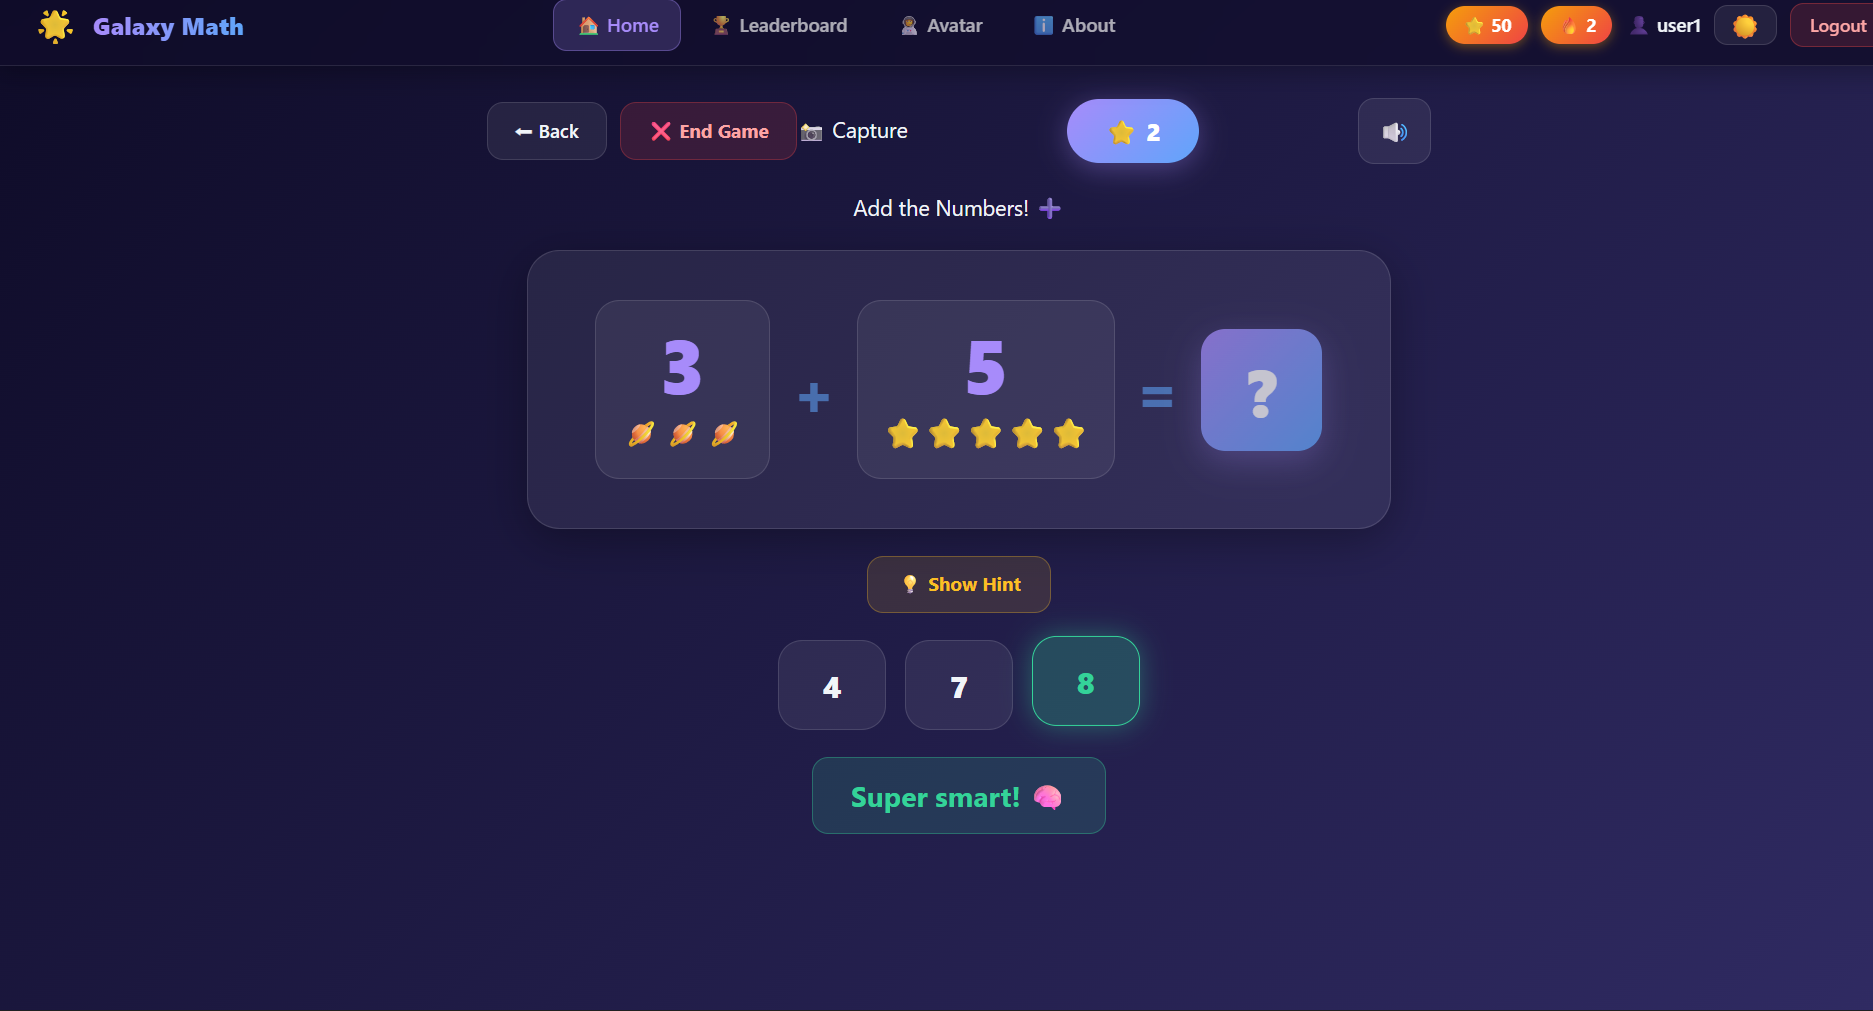 Galaxy Math
Home
Leaderboard
Avatar
About
50
2
user1
Logout
Back
End Game
Capture
2
Add the Numbers!
3
+
5
=
?
Show Hint
4
7
8
Super smart!